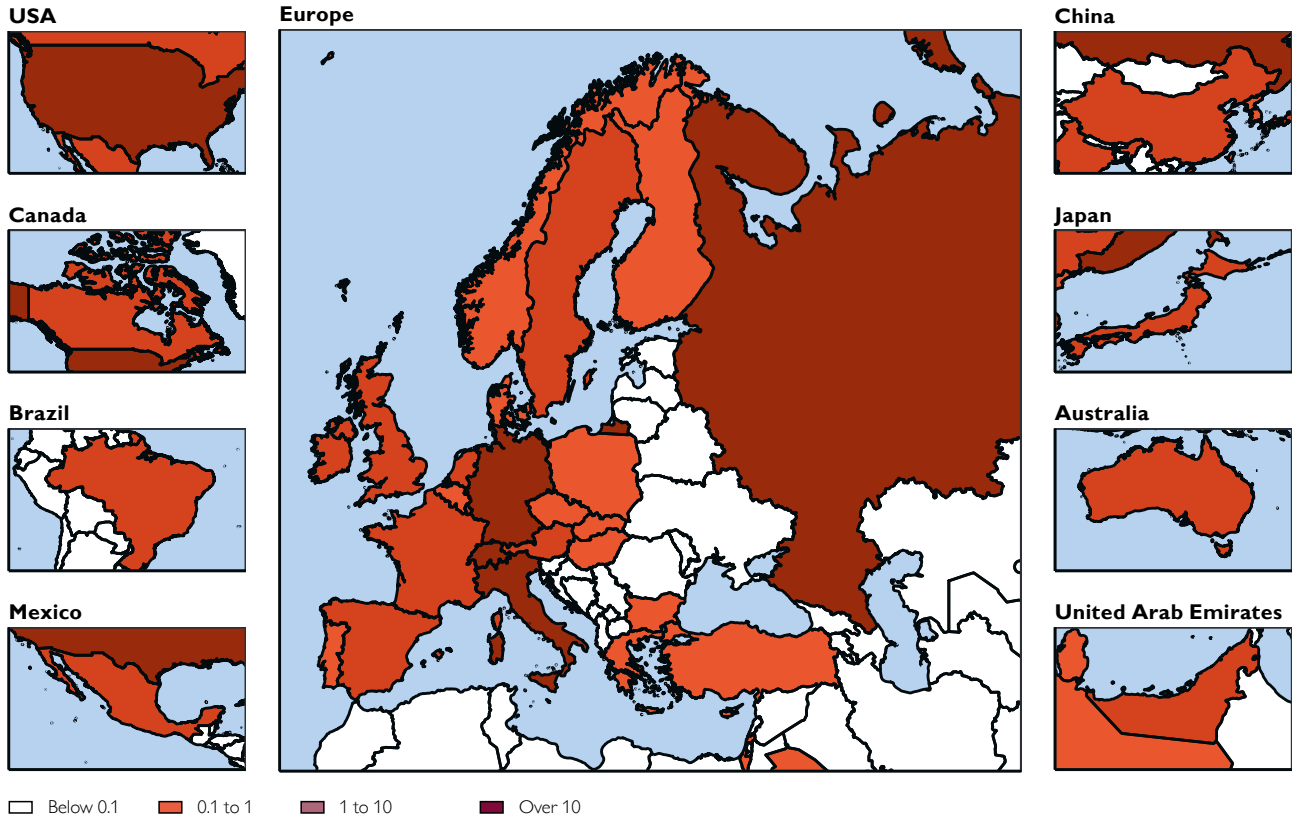 USA
Europe
China
Canada
Japan
Brazil
Australia
Mexico
United Arab Emirates
Below 0.1
0.1 to 1
1 to 10
Over 10